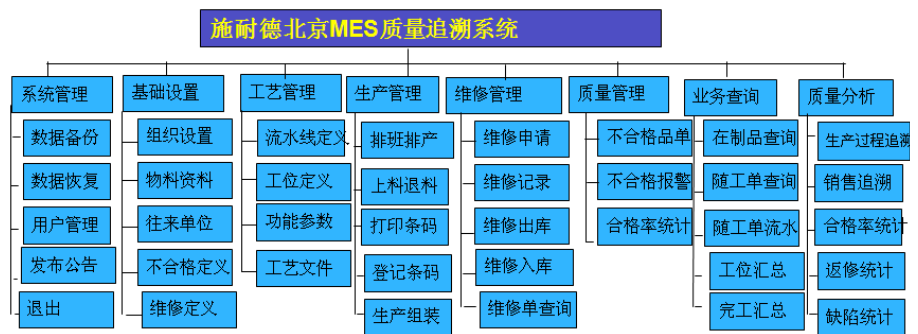 施耐德北京MES质量追溯系统
系统管理
数据备份
数据恢复
用户管理
发布公告
退出
基础设置
组织设置
物料资料
往来单位
不合格定义
维修定义
工艺管理
流水线定义
工位定义
功能参数
工艺文件
生产管理
排班排产
上料退料
打印条码
登记条码
生产组装
维修管理
维修申请
维修记录
维修出库
维修入库
维修单查询
质量管理
不合格品单
不合格报警
合格率统计
业务查询
在制品查询
随工单查询
随工单流水
工位汇总
完工汇总
质量分析
生产过程追溯
销售追溯
合格率统计
返修统计
缺陷统计